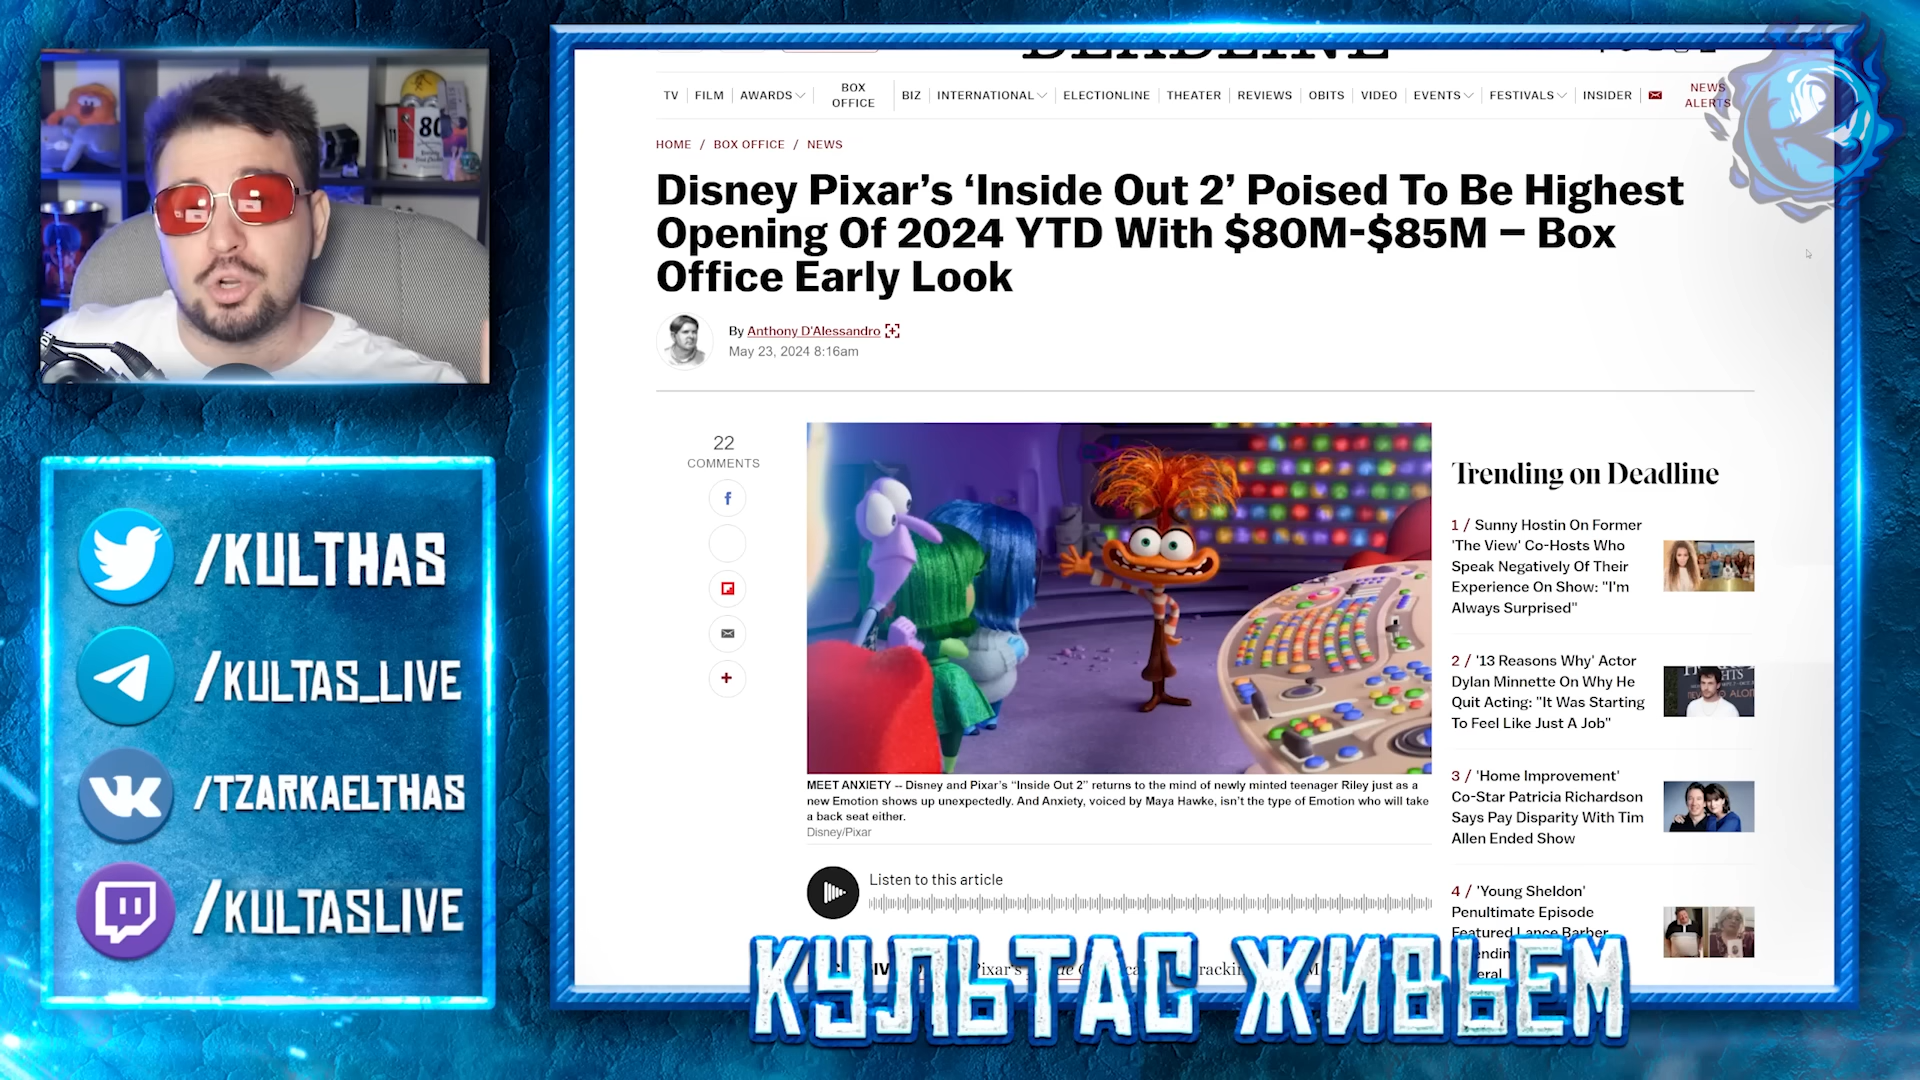 DEADLINE
TV FILM AWARDS BOX OFFICE BIZ INTERNATIONAL ELECTIONLINE THEATER REVIEWS OBITS VIDEO EVENTS FESTIVALS INSIDER NEWS ALERTS
HOME / BOX OFFICE / NEWS
Disney Pixar’s ‘Inside Out 2’ Poised To Be Highest
Opening Of 2024 YTD With $80M-$85M – Box
Office Early Look
By Anthony D'Alessandro
May 23, 2024 8:16am
22
COMMENTS
MEET ANXIETY -- Disney and Pixar's “Inside Out 2” returns to the mind of newly minted teenager Riley just as a
new Emotion shows up unexpectedly. And Anxiety, voiced by Maya Hawke, isn't the type of Emotion who will take
a back seat either.
Disney/Pixar
Listen to this article
Trending on Deadline
1 / Sunny Hostin On Former
'The View' Co-Hosts Who
Speak Negatively Of Their
Experience On Show: "I'm
Always Surprised"
2 / '13 Reasons Why' Actor
Dylan Minnette On Why He
Quit Acting: "It Was Starting
To Feel Like Just A Job"
3 / 'Home Improvement'
Co-Star Patricia Richardson
Says Pay Disparity With Tim
Allen Ended Show
4 / 'Young Sheldon'
Penultimate Episode
Featured Lance Barber
80
/KULTHAS
/KULTAS_LIVE
/TZARKAELTHAS
/KULTASLIVE
КУЛЬТАС ЖИВЬЕМ